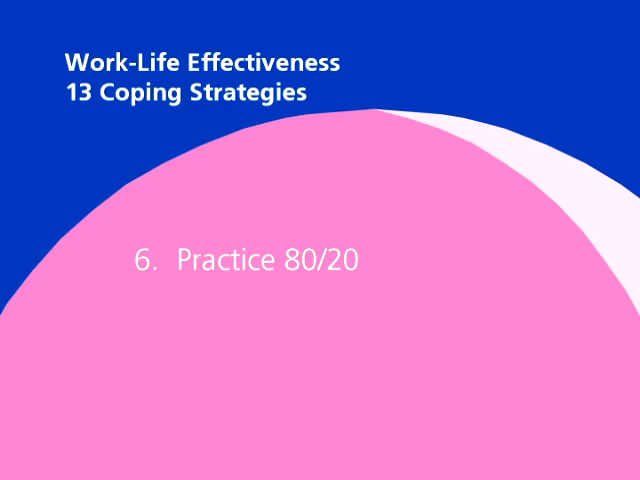 Work-Life Effectiveness
13 Coping Strategies
6. Practice 80/20